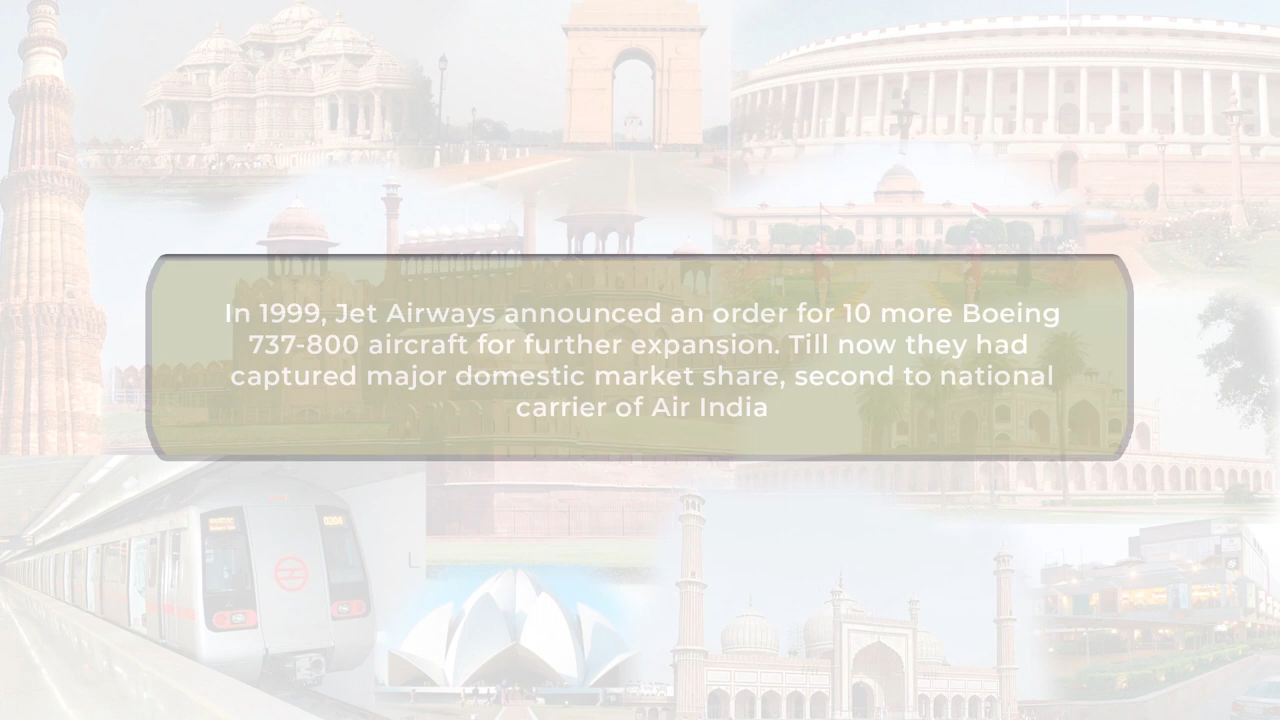 In 1999, Jet Airways announced an order for 10 more Boeing
737-800 aircraft for further expansion. Till now they had
captured major domestic market share, second to national
carrier of Air India